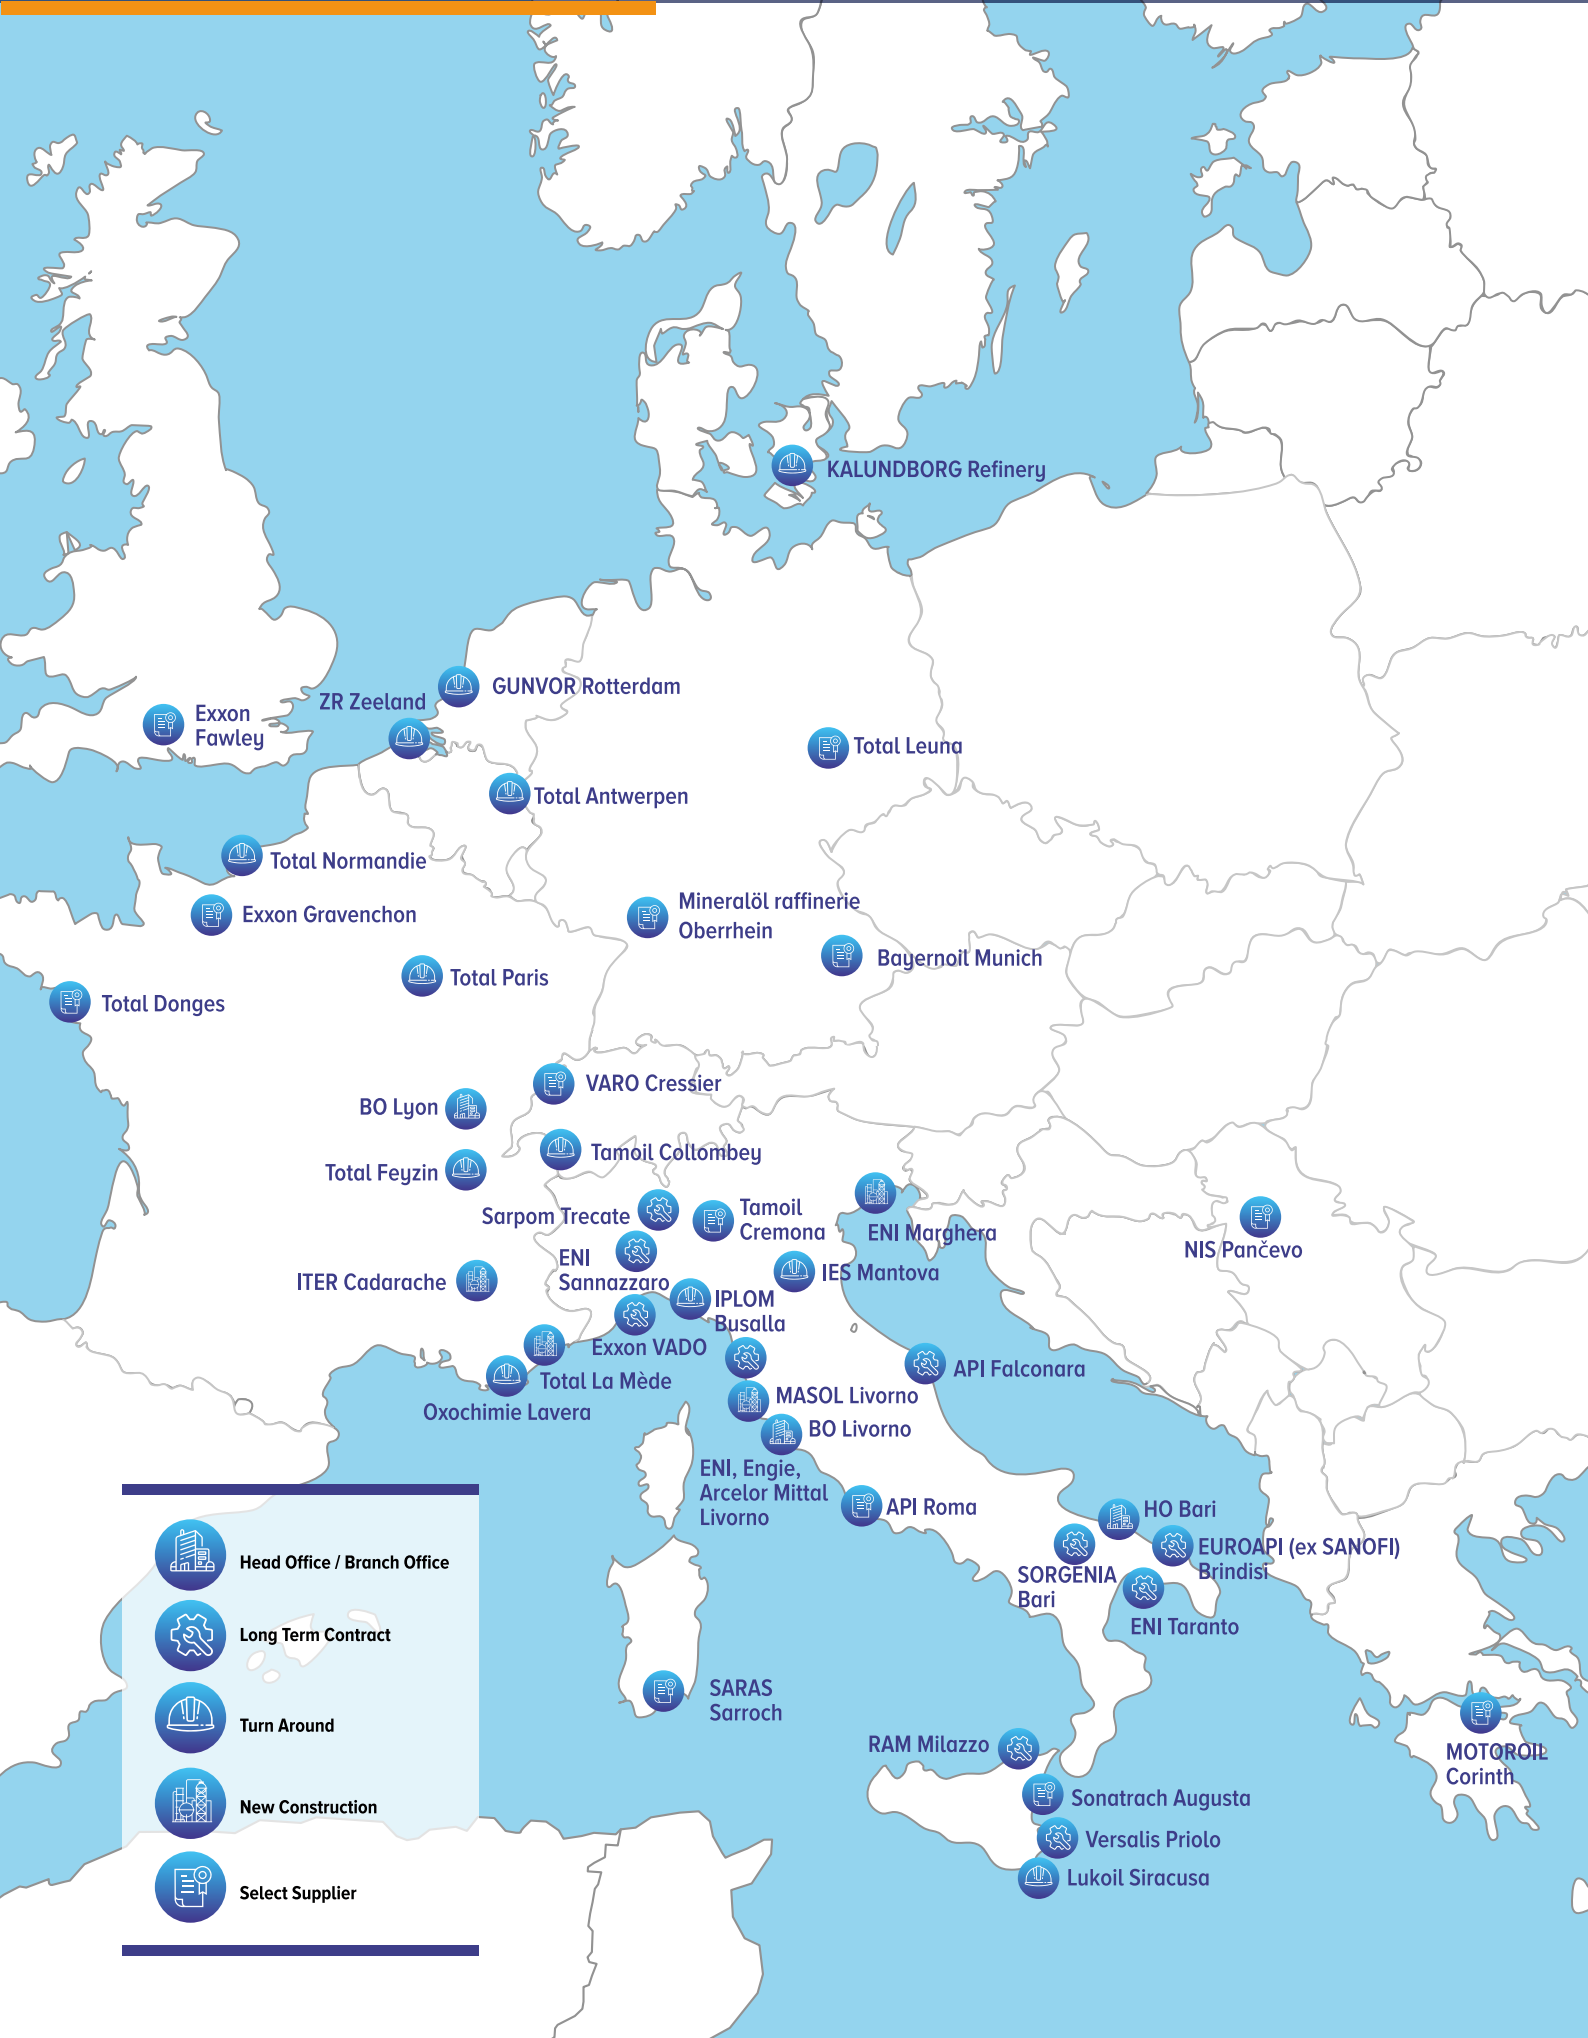 KALUNDBORG Refinery
GUNVOR Rotterdam
ZR Zeeland
Exxon
Fawley
Total Leuna
Total Antwerpen
Total Normandie
Mineralöl raffinerie
Oberrhein
Exxon Gravenchon
Bayernoil Munich
Total Paris
Total Donges
VARO Cressier
BO Lyon
Tamoil Collombey
Total Feyzin
Sarpom Trecate
Tamoil
Cremona
ENI Marghera
NIS Pančevo
ENI
Sannazzaro
IES Mantova
ITER Cadarache
IPLOM
Busalla
Exxon VADO
API Falconara
Total La Mède
MASOL Livorno
Oxochimie Lavera
BO Livorno
ENI, Engie,
Arcelor Mittal
Livorno
API Roma
HO Bari
EUROAPI (ex SANOFI)
Brindisi
SORGENIA
Bari
ENI Taranto
SARAS
Sarroch
RAM Milazzo
MOTOROIL
Corinth
Sonatrach Augusta
Versalis Priolo
Lukoil Siracusa
Head Office / Branch Office
Long Term Contract
Turn Around
New Construction
Select Supplier